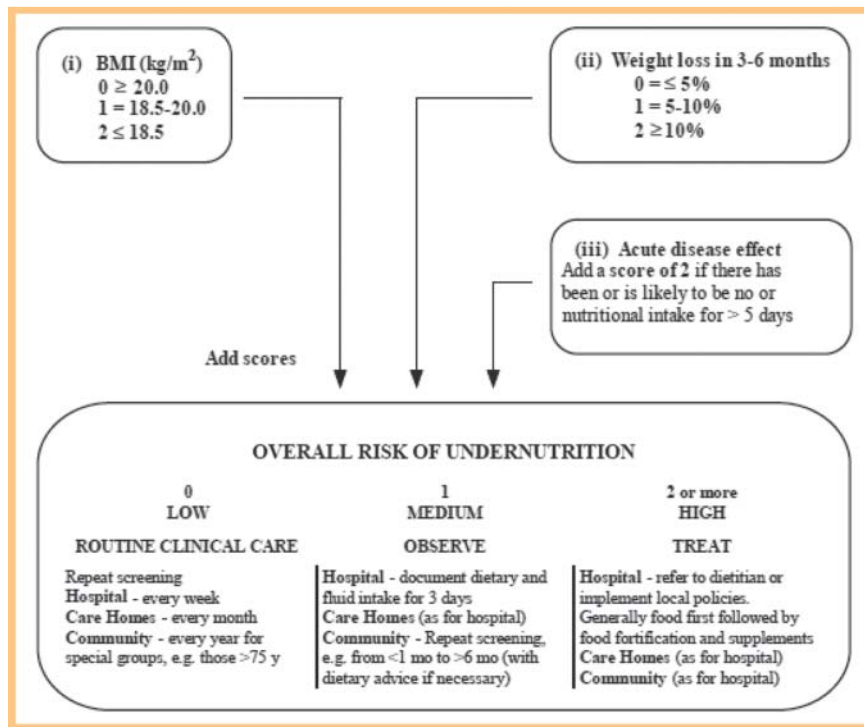 (i) BMI (kg/m²)
0 ≥ 20.0
1 = 18.5-20.0
2 ≤ 18.5
(ii) Weight loss in 3-6 months
0 =≤ 5%
1 = 5-10%
2 ≥10%
(iii) Acute disease effect
Add a score of 2 if there has
been or is likely to be no or
nutritional intake for > 5 days
Add scores
OVERALL RISK OF UNDERNUTRITION
0
LOW
ROUTINE CLINICAL CARE
Repeat screening
Hospital - every week
Care Homes - every month
Community - every year for
special groups, e.g. those >75 y
1
MEDIUM
OBSERVE
Hospital - document dietary and
fluid intake for 3 days
Care Homes (as for hospital)
Community - Repeat screening,
e.g. from <1 mo to >6 mo (with
dietary advice if necessary)
2 or more
HIGH
TREAT
Hospital - refer to dietitian or
implement local policies.
Generally food first followed by
food fortification and supplements
Care Homes (as for hospital)
Community (as for hospital)